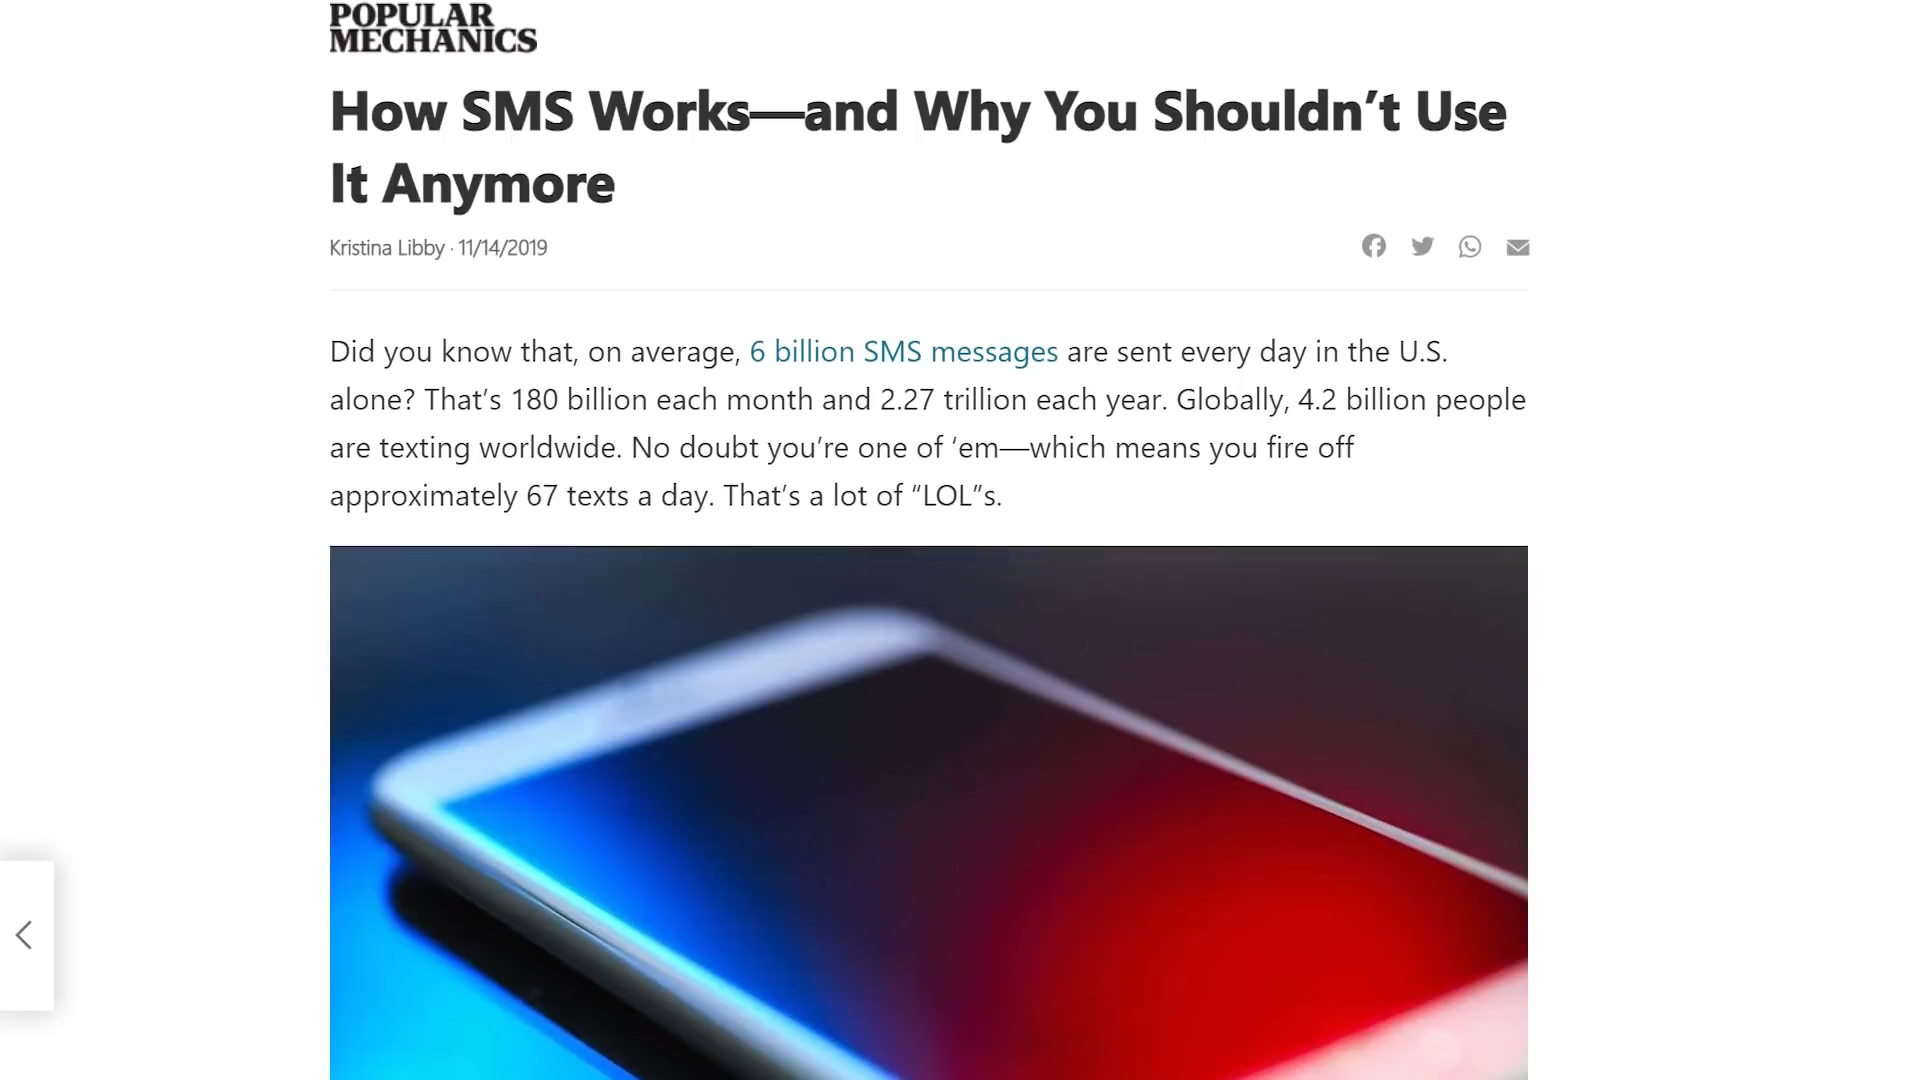 POPULAR
MECHANICS
How SMS Works—and Why You Shouldn’t Use
It Anymore
Kristina Libby · 11/14/2019
Did you know that, on average, 6 billion SMS messages are sent every day in the U.S.
alone? That’s 180 billion each month and 2.27 trillion each year. Globally, 4.2 billion people
are texting worldwide. No doubt you’re one of ‘em—which means you fire off
approximately 67 texts a day. That’s a lot of “LOL”s.